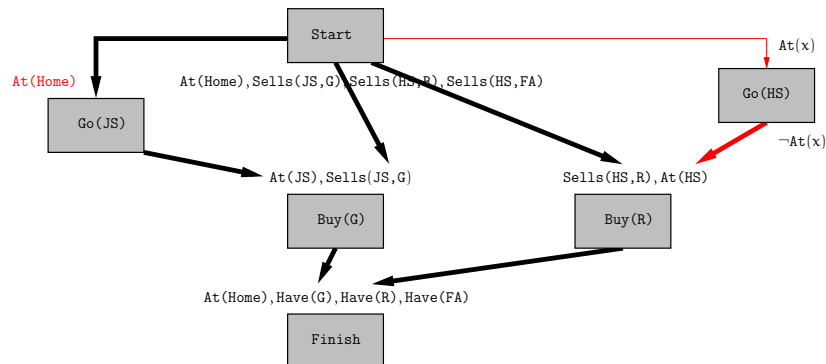 Start
At(x)
At(Home)
At(Home),Sells(JS,G),Sells(HS,R),Sells(HS,FA)
Go(HS)
Go(JS)
¬At(x)
At(JS),Sells(JS,G)
Sells(HS,R),At(HS)
Buy(G)
Buy(R)
At(Home),Have(G),Have(R),Have(FA)
Finish